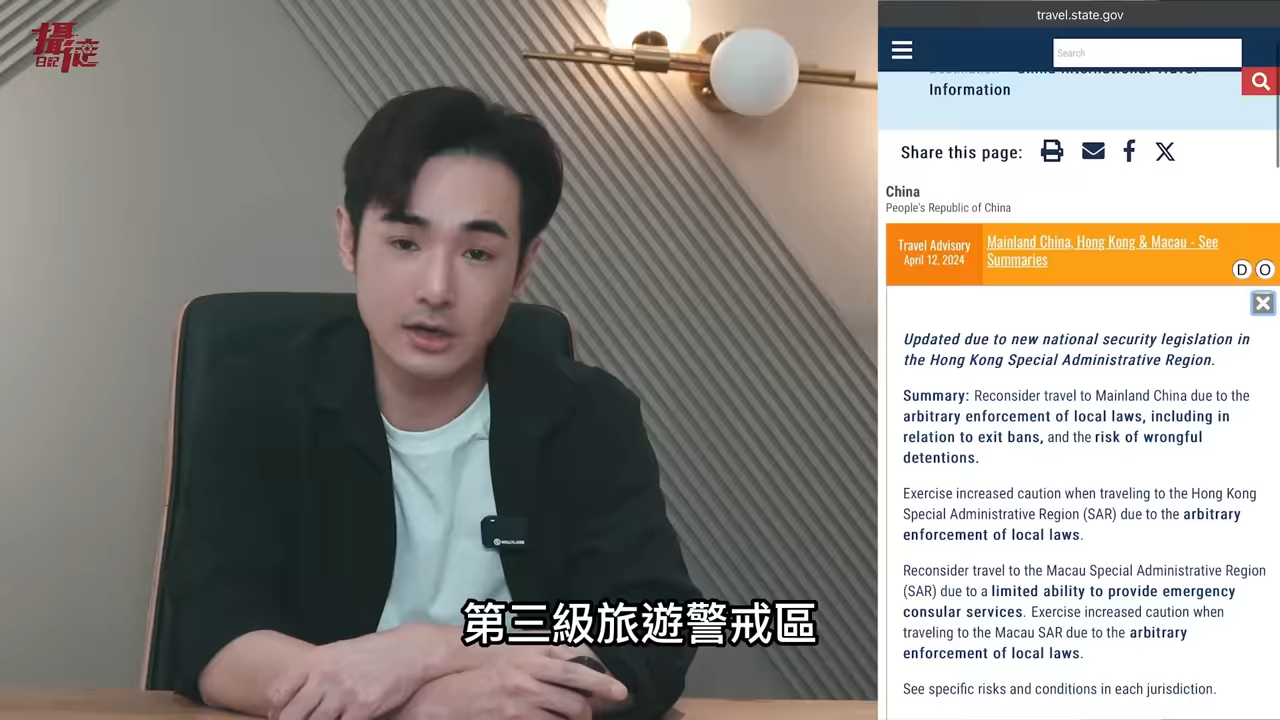 攝徒
日記
第三級旅遊警戒區
travel.state.gov
Search
Destination China International Travel
Information
Share this page:
China
People's Republic of China
Travel Advisory
April 12, 2024
Mainland China, Hong Kong & Macau - See
Summaries
D O
Updated due to new national security legislation in
the Hong Kong Special Administrative Region.
Summary: Reconsider travel to Mainland China due to the
arbitrary enforcement of local laws, including in
relation to exit bans, and the risk of wrongful
detentions.
Exercise increased caution when traveling to the Hong Kong
Special Administrative Region (SAR) due to the arbitrary
enforcement of local laws.
Reconsider travel to the Macau Special Administrative Region
(SAR) due to a limited ability to provide emergency
consular services. Exercise increased caution when
traveling to the Macau SAR due to the arbitrary
enforcement of local laws.
See specific risks and conditions in each jurisdiction.